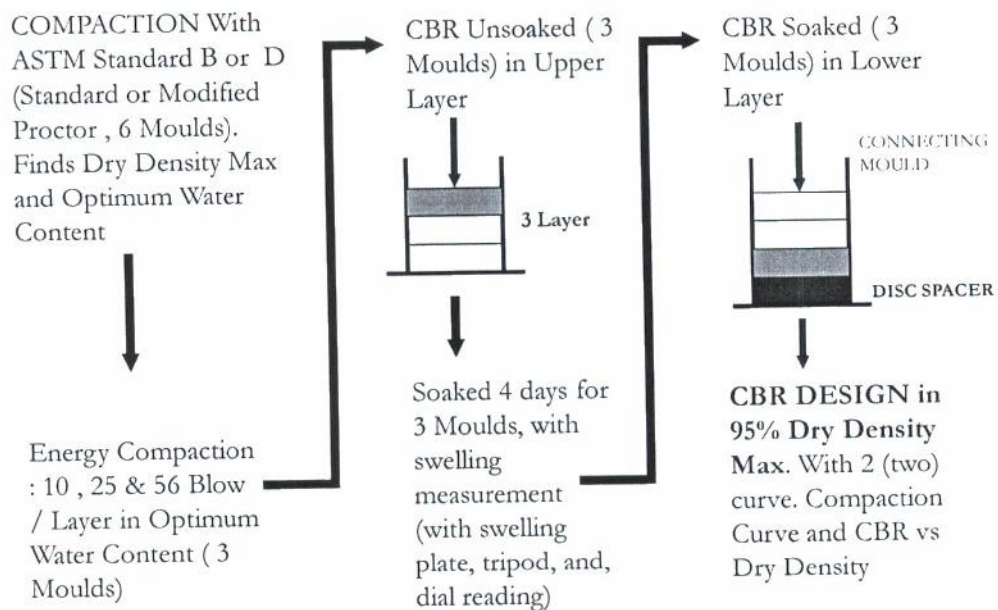 COMPACTION With
ASTM Standard B or D
(Standard or Modified
Proctor , 6 Moulds).
Finds Dry Density Max
and Optimum Water
Content
Energy Compaction
: 10 , 25 & 56 Blow
/ Layer in Optimum
Water Content ( 3
Moulds)
CBR Unsoaked ( 3
Moulds) in Upper
Layer
3 Layer
Soaked 4 days for
3 Moulds, with
swelling
measurement
(with swelling
plate, tripod, and,
dial reading)
CBR Soaked ( 3
Moulds) in Lower
Layer
CONNECTING
MOULD
DISC SPACER
CBR DESIGN in
95% Dry Density
Max. With 2 (two)
curve. Compaction
Curve and CBR vs
Dry Density